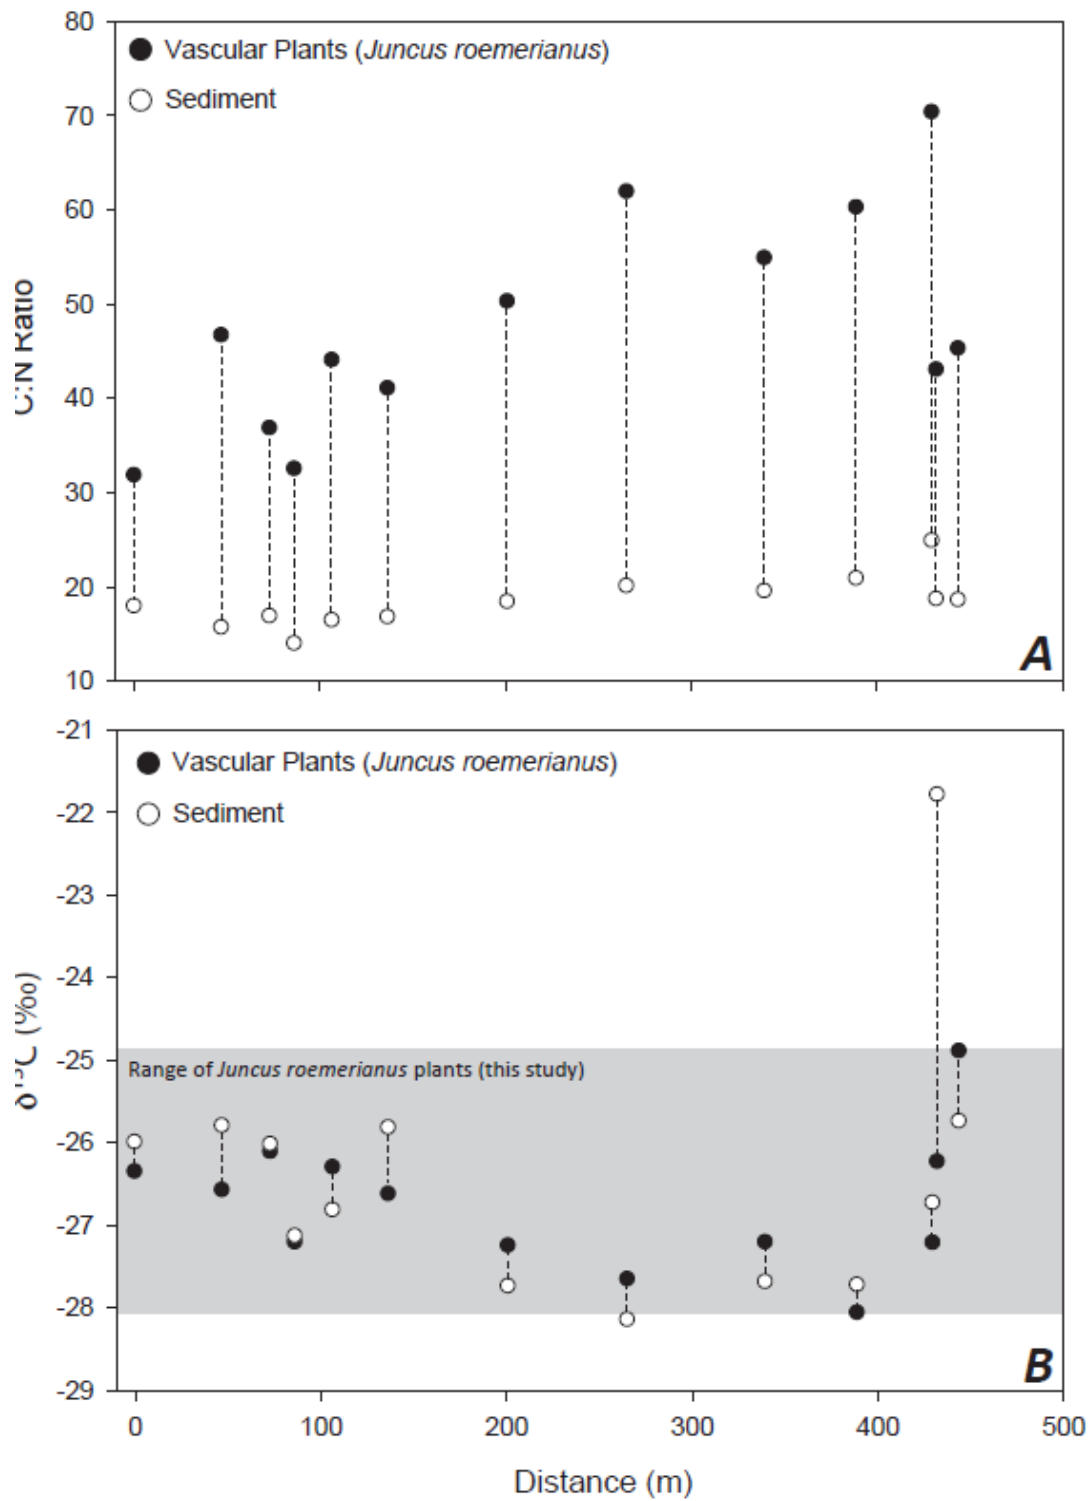 80
Vascular Plants (Juncus roemerianus)
Sediment
70
60
50
40
30
20
10
C:N Ratio
A
-21
Vascular Plants (Juncus roemerianus)
Sediment
-22
-23
-24
-25
Range of Juncus roemerianus plants (this study)
-26
-27
-28
-29
δ¹³C (‰)
B
0 100 200 300 400 500
Distance (m)